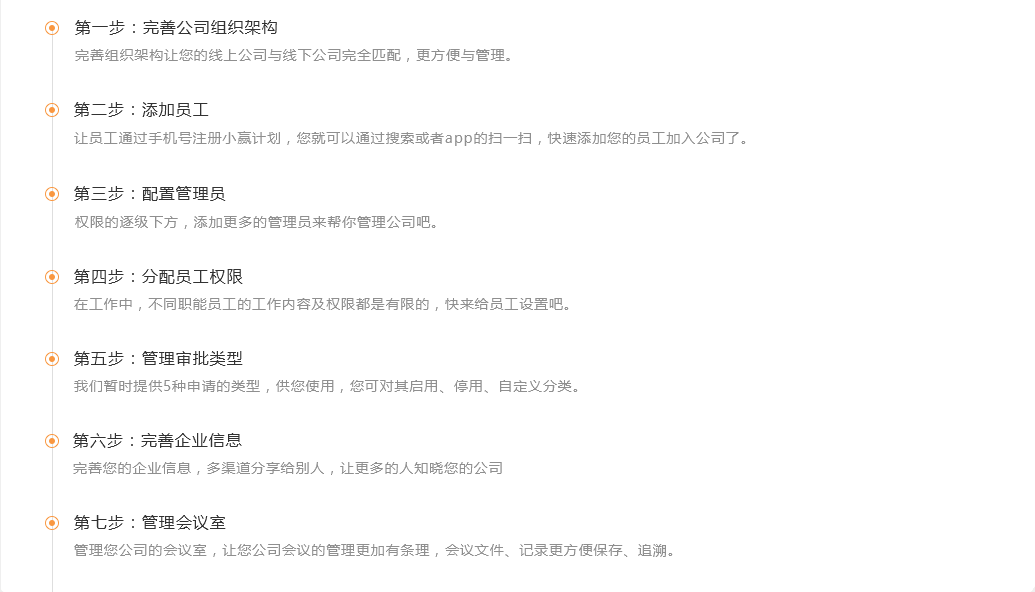 第一步：完善公司组织架构
完善组织架构让您的线上公司与线下公司完全匹配，更方便与管理。
第二步：添加员工
让员工通过手机号注册小赢计划，您就可以通过搜索或者app的扫一扫，快速添加您的员工加入公司了。
第三步：配置管理员
权限的逐级下方，添加更多的管理员来帮你管理公司吧。
第四步：分配员工权限
在工作中，不同职能员工的工作内容及权限都是有限的，快来给员工设置吧。
第五步：管理审批类型
我们暂时提供5种申请的类型，供您使用，您可对其启用、停用、自定义分类。
第六步：完善企业信息
完善您的企业信息，多渠道分享给别人，让更多的人知晓您的公司
第七步：管理会议室
管理您公司的会议室，让您公司会议的管理更加有条理，会议文件、记录更方便保存、追溯。